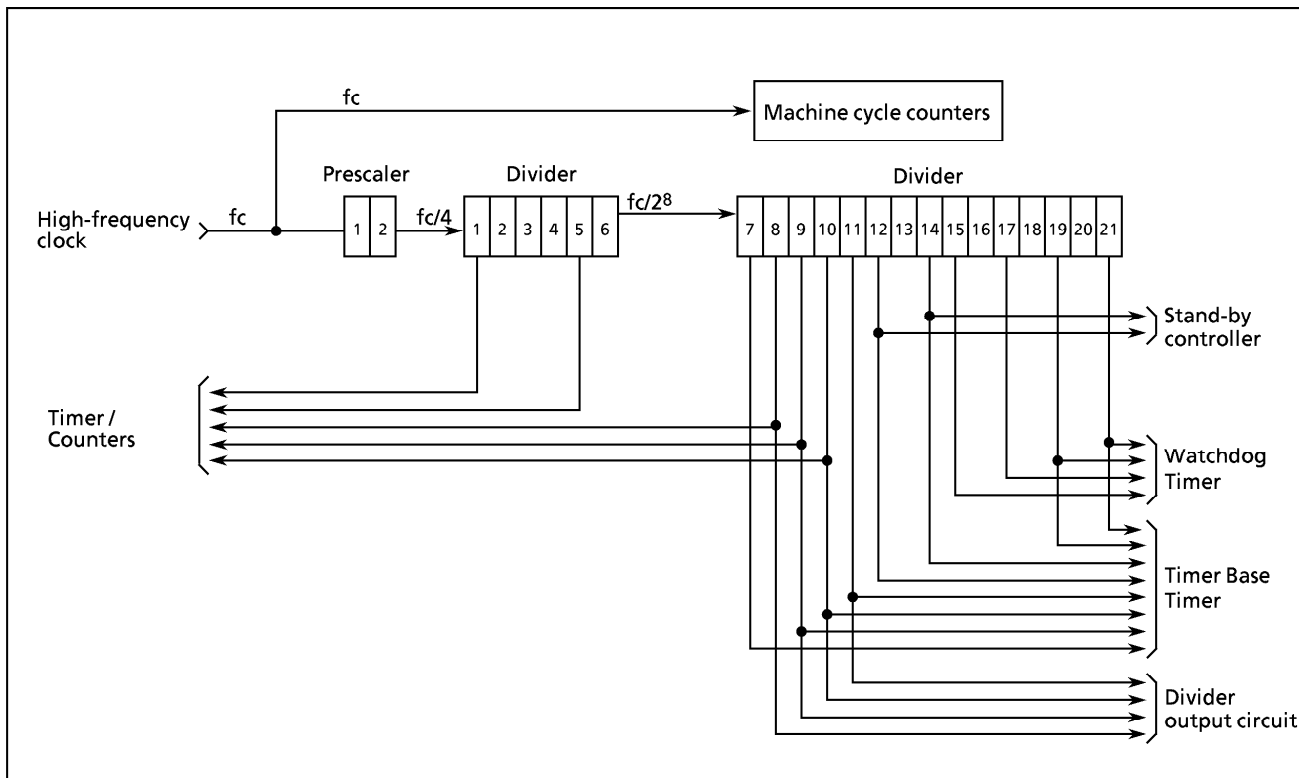 fc
Machine cycle counters
Prescaler
Divider
Divider
High-frequency
clock
fc
1 2
fc/4
1 2 3 4 5 6
fc/2⁸
7 8 9 10 11 12 13 14 15 16 17 18 19 20 21
Stand-by
controller
Timer /
Counters
Watchdog
Timer
Timer Base
Timer
Divider
output circuit